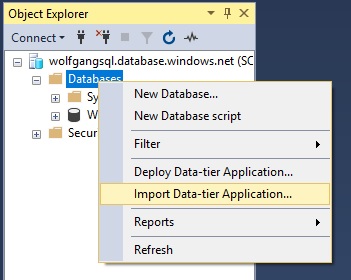 Object Explorer
Connect
wolfgangsql.database.windows.net (SC
Databases
Sy
W
Secur
New Database...
New Database script
Filter
Deploy Data-tier Application...
Import Data-tier Application...
Reports
Refresh